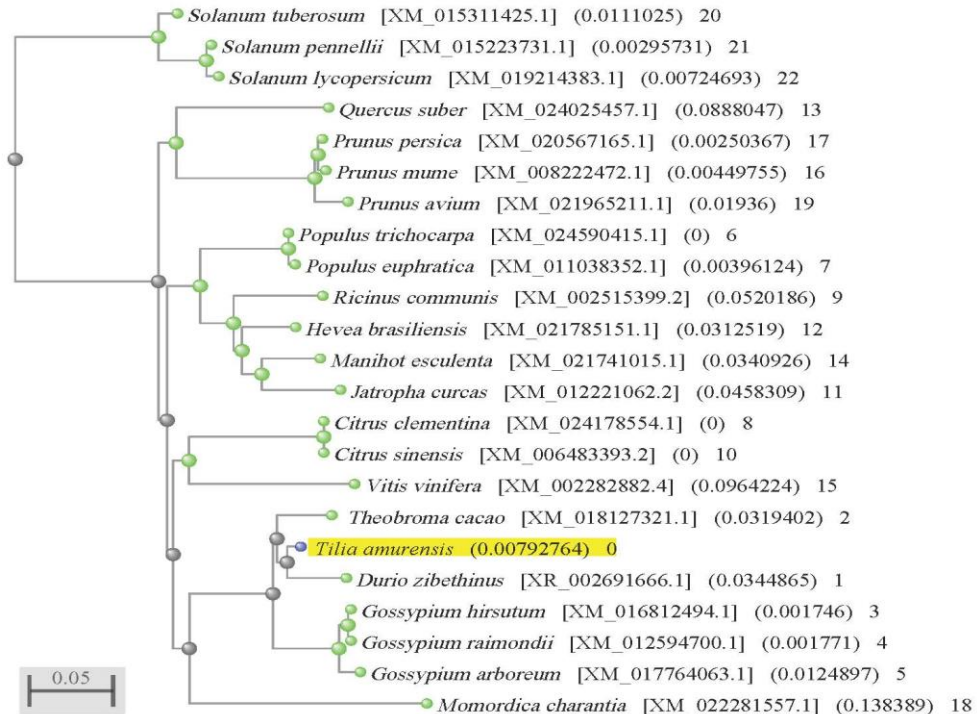 Solanum tuberosum [XM_015311425.1] (0.0111025) 20
Solanum pennellii [XM_015223731.1] (0.00295731) 21
Solanum lycopersicum [XM_019214383.1] (0.00724693) 22
Quercus suber [XM_024025457.1] (0.0888047) 13
Prunus persica [XM_020567165.1] (0.00250367) 17
Prunus mume [XM_008222472.1] (0.00449755) 16
Prunus avium [XM_021965211.1] (0.01936) 19
Populus trichocarpa [XM_024590415.1] (0) 6
Populus euphratica [XM_011038352.1] (0.00396124) 7
Ricinus communis [XM_002515399.2] (0.0520186) 9
Hevea brasiliensis [XM_021785151.1] (0.0312519) 12
Manihot esculenta [XM_021741015.1] (0.0340926) 14
Jatropha curcas [XM_012221062.2] (0.0458309) 11
Citrus clementina [XM_024178554.1] (0) 8
Citrus sinensis [XM_006483393.2] (0) 10
Vitis vinifera [XM_002282882.4] (0.0964224) 15
Theobroma cacao [XM_018127321.1] (0.0319402) 2
Tilia amurensis (0.00792764) 0
Durio zibethinus [XR_002691666.1] (0.0344865) 1
Gossypium hirsutum [XM_016812494.1] (0.001746) 3
Gossypium raimondii [XM_012594700.1] (0.001771) 4
Gossypium arboreum [XM_017764063.1] (0.0124897) 5
0.05
Momordica charantia [XM_022281557.1] (0.138389) 18